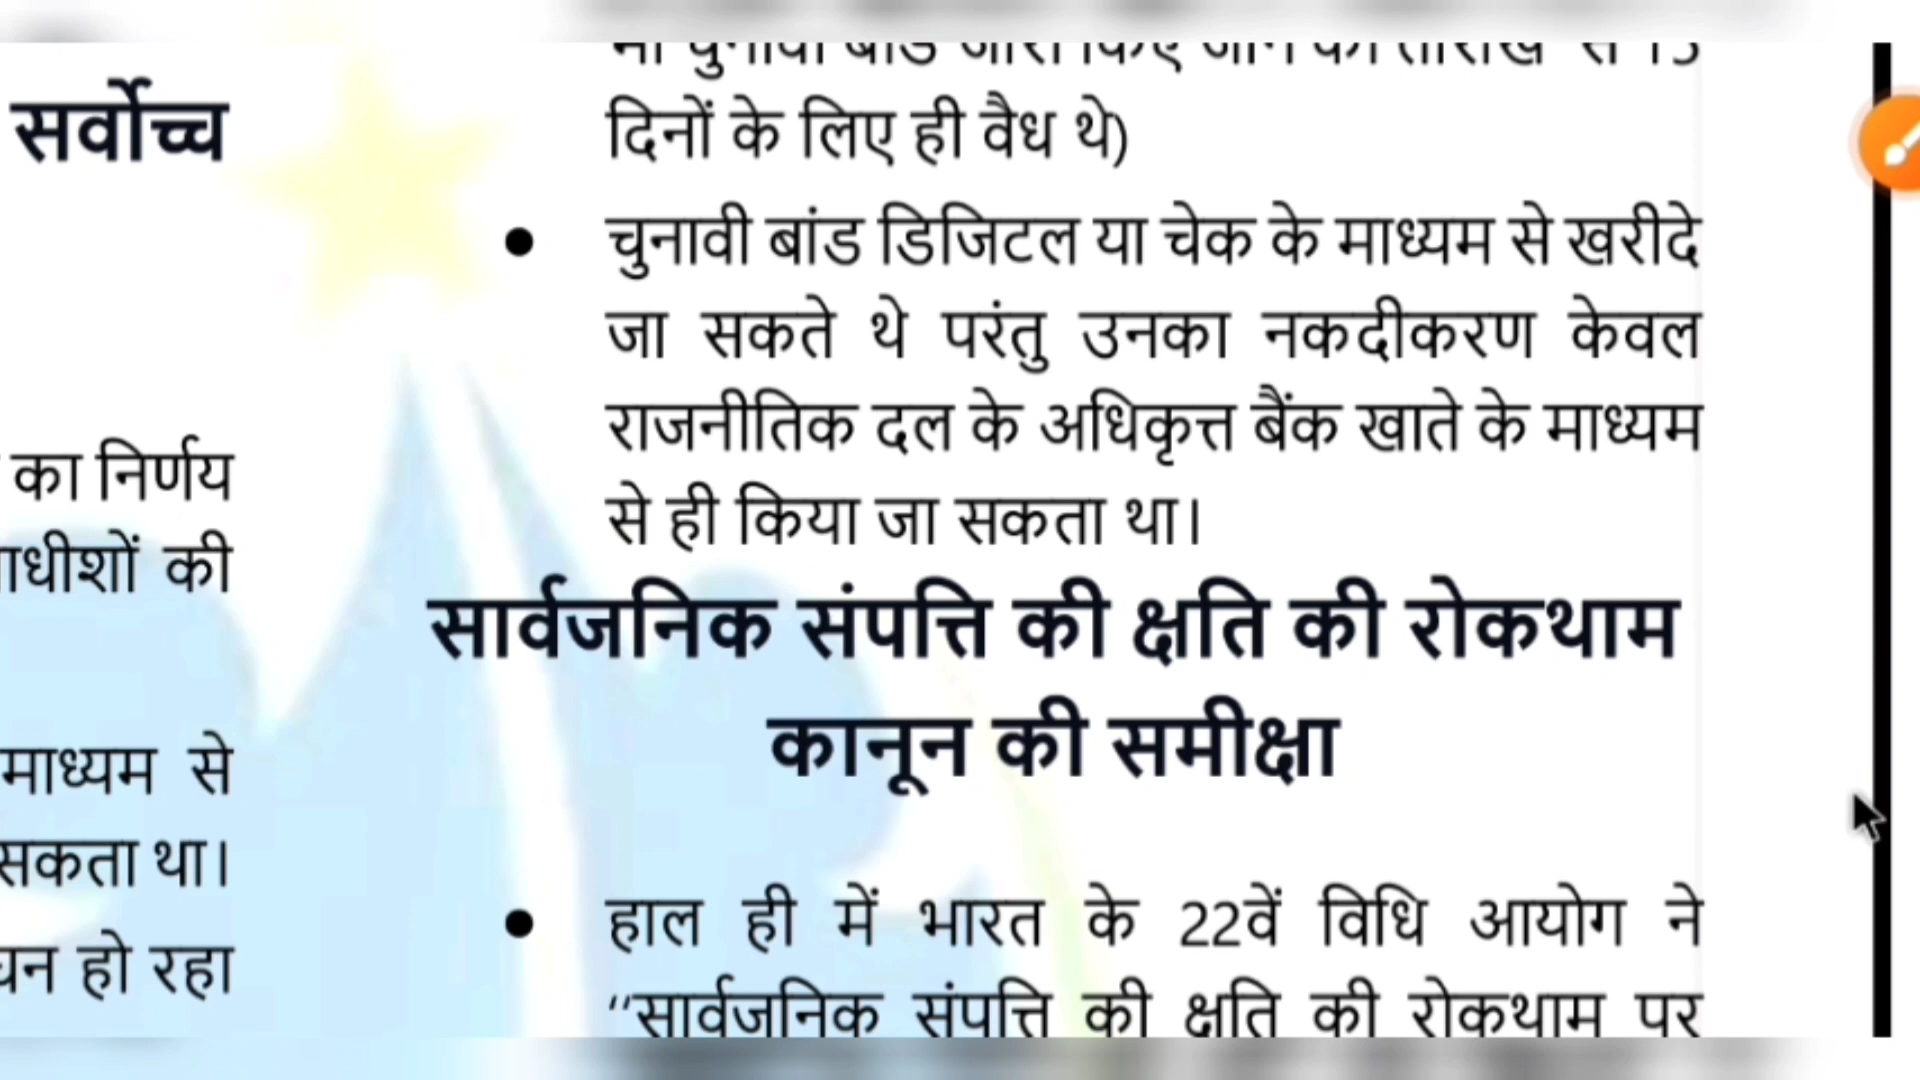 सर्वोच्च
का निर्णय
की
माध्यम से
सकता था।
हो रहा
भी चुनावी बांड जारी किए जाने की तारीख से 15
दिनों के लिए ही वैध थे)
• चुनावी बांड डिजिटल या चेक के माध्यम से खरीदे
जा सकते थे परंतु उनका नकदीकरण केवल
राजनीतिक दल के अधिकृत्त बैंक खाते के माध्यम
से ही किया जा सकता था।
सार्वजनिक संपत्ति की क्षति की रोकथाम
कानून की समीक्षा
• हाल ही में भारत के 22वें विधि आयोग ने
‘‘सार्वजनिक संपत्ति की क्षति की रोकथाम पर